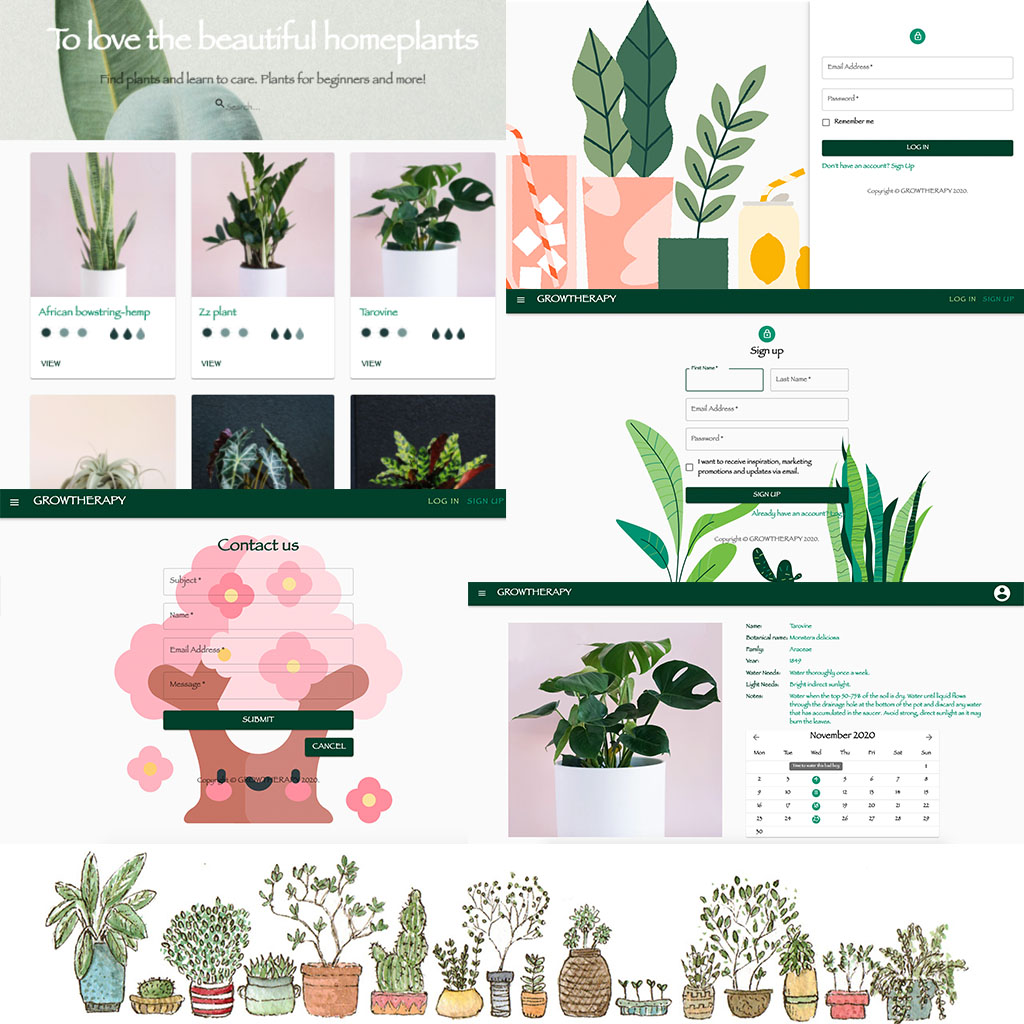 To love the beautiful homeplants
Find plants and learn to care. Plants for beginners and more!
Search...
African bowstring-hemp
VIEW
Zz plant
VIEW
Tarovine
VIEW
Email Address *
Password *
Remember me
LOG IN
Don't have an account? Sign Up
Copyright © GROWTHERAPY 2020.
GROWTHERAPY
LOG IN SIGN UP
Sign up
First Name *
Last Name *
Email Address *
Password *
I want to receive inspiration, marketing
promotions and updates via email.
SIGN UP
Already have an account?
Copyright © GROWTHERAPY 2020.
GROWTHERAPY
LOG IN SIGN UP
Contact us
Subject *
Name *
Email Address *
Message *
SUBMIT
CANCEL
Copyright © GROWTHERAPY 2020.
GROWTHERAPY
Name: Tarovine
Botanical name: Monstera deliciosa
Family: Araceae
Year: 1849
Water Needs: Water thoroughly once a week.
Light Needs: Bright indirect sunlight.
Notes: Water when the top 50-75% of the soil is dry. Water until liquid flows
through the drainage hole at the bottom of the pot and discard any water
that has accumulated in the saucer. Avoid strong, direct sunlight as it may
burn the leaves.
November 2020
Mon Tue Wed Thu Fri Sat Sun
Time to water this bad boy
1
2 3 4 5 6 7 8
9 10 11 12 13 14 15
16 17 18 19 20 21 22
23 24 25 26 27 28 29
30